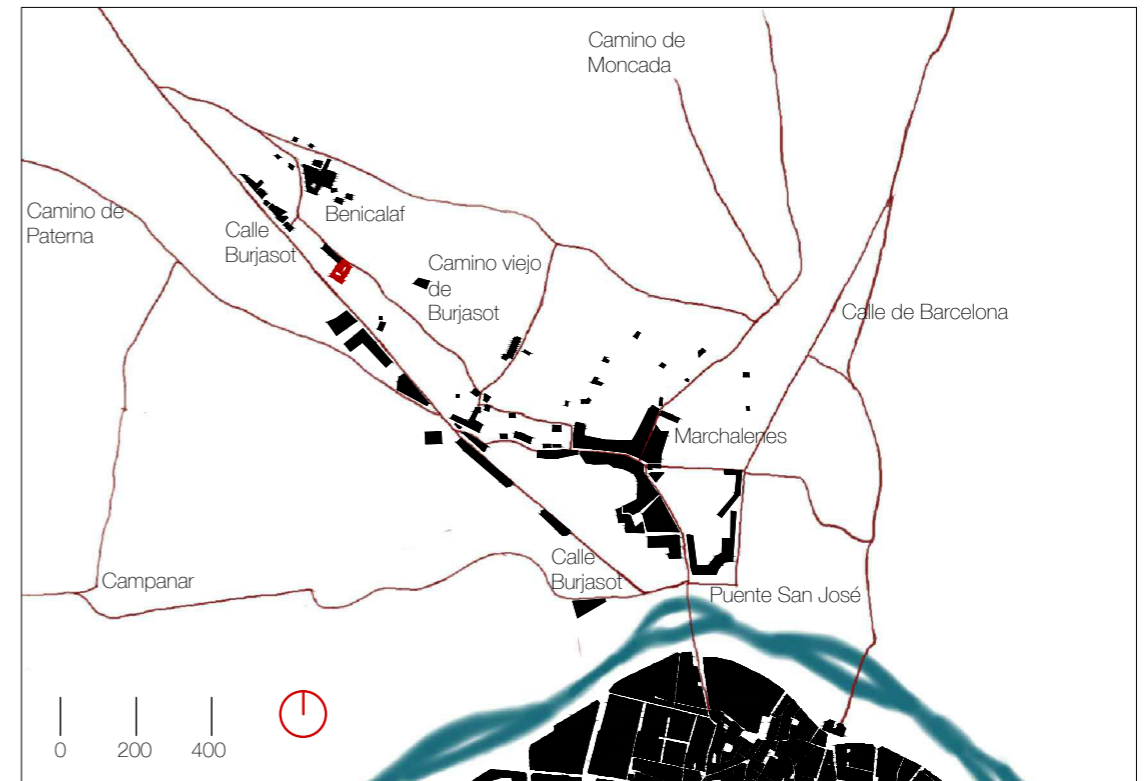 Camino de
Moncada
Camino de
Paterna
Benicalaf
Calle
Burjasot
Camino viejo
de
Burjasot
Calle de Barcelona
Marchalenes
Calle
Burjasot
Campanar
Puente San José
0
200
400